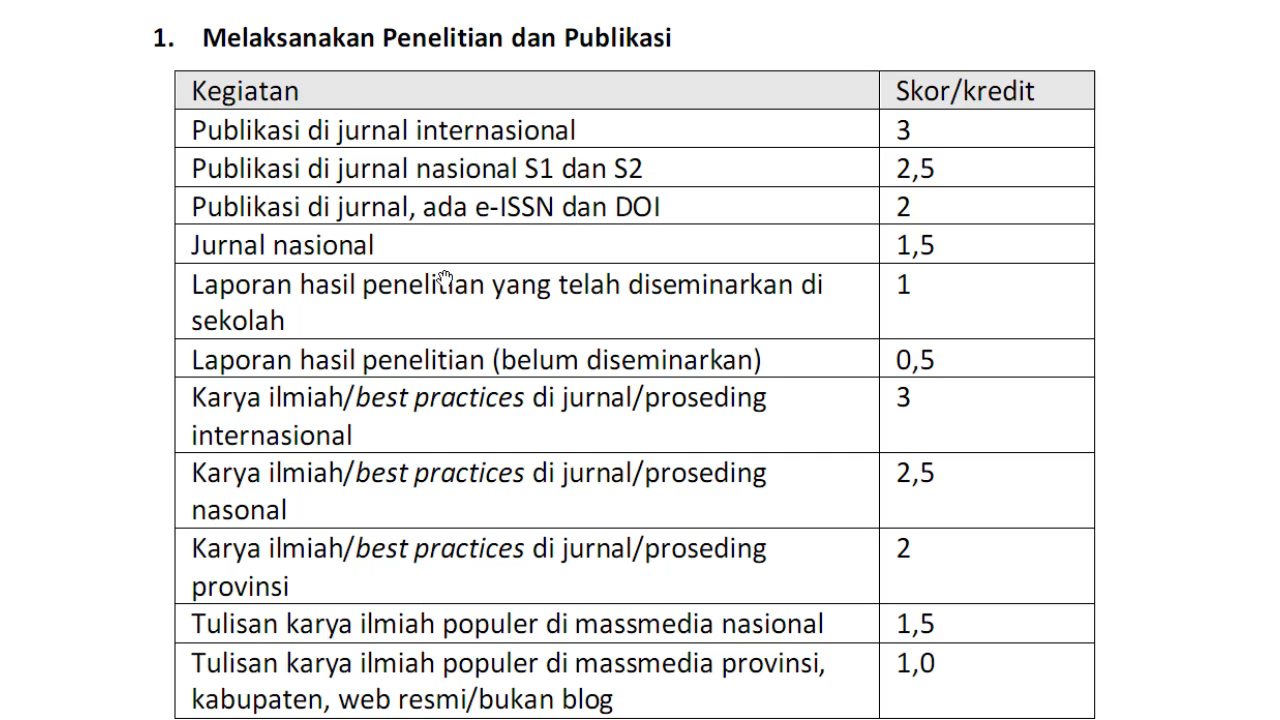 1. Melaksanakan Penelitian dan Publikasi
Kegiatan Skor/kredit
Publikasi di jurnal internasional 3
Publikasi di jurnal nasional S1 dan S2 2,5
Publikasi di jurnal, ada e-ISSN dan DOI 2
Jurnal nasional 1,5
Laporan hasil penelitian yang telah diseminarkan di 1
sekolah
Laporan hasil penelitian (belum diseminarkan) 0,5
Karya ilmiah/best practices di jurnal/proseding 3
internasional
Karya ilmiah/best practices di jurnal/proseding 2,5
nasonal
Karya ilmiah/best practices di jurnal/proseding 2
provinsi
Tulisan karya ilmiah populer di massmedia nasional 1,5
Tulisan karya ilmiah populer di massmedia provinsi, 1,0
kabupaten, web resmi/bukan blog